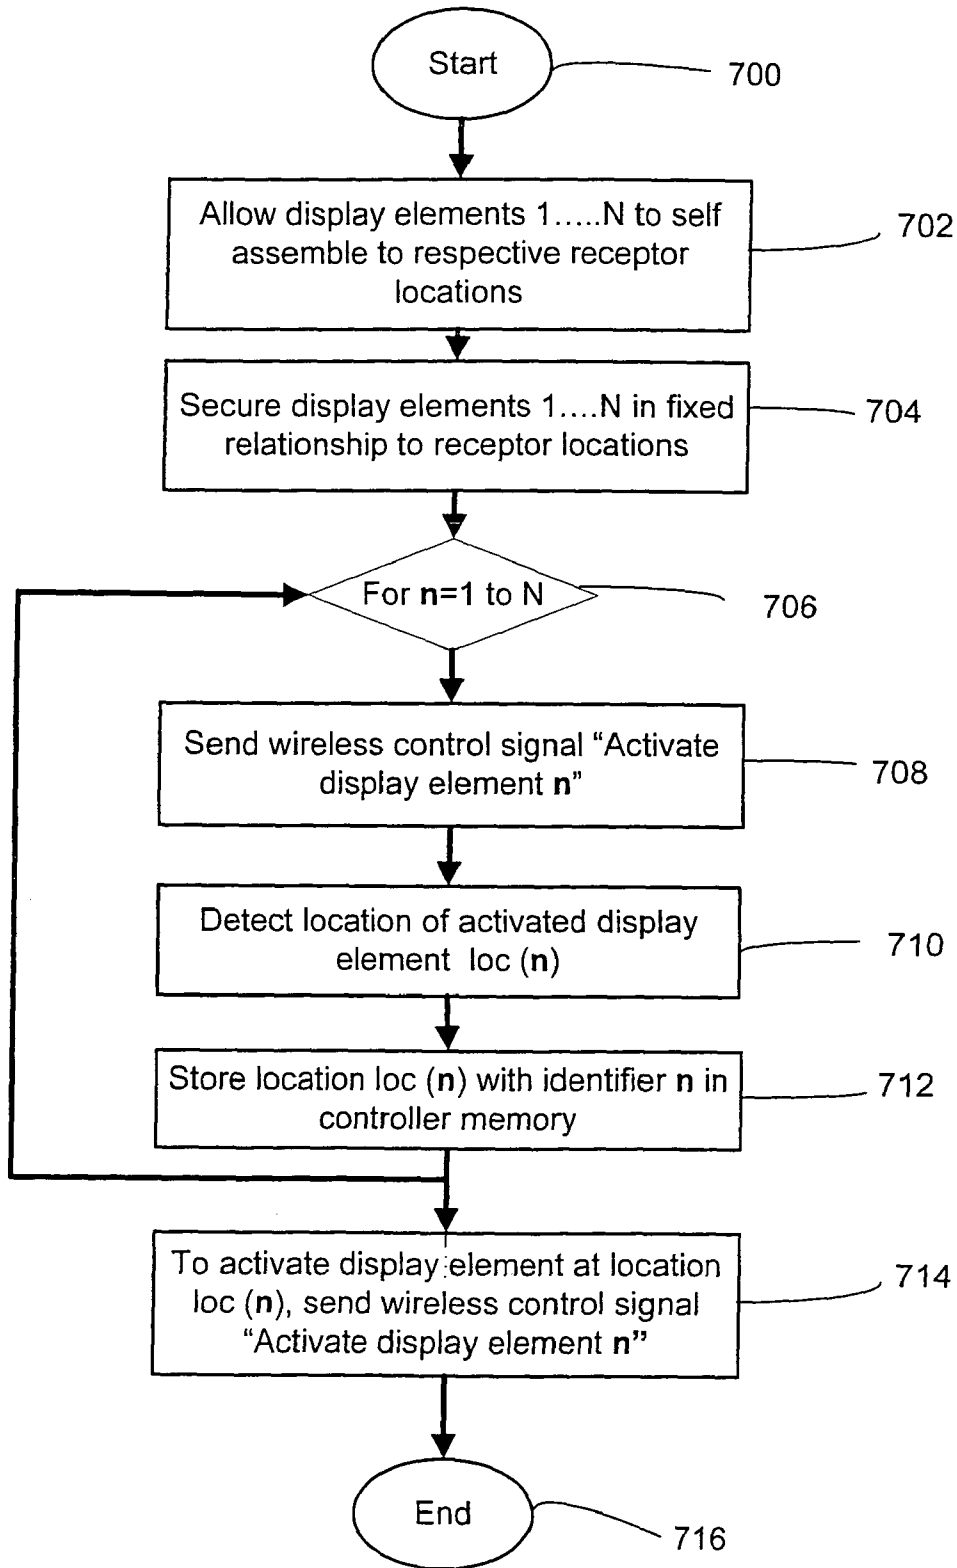 Start
700
Allow display elements 1.....N to self
assemble to respective receptor
locations
702
Secure display elements 1....N in fixed
relationship to receptor locations
704
For n=1 to N
706
Send wireless control signal “Activate
display element n”
708
Detect location of activated display
element loc (n)
710
Store location loc (n) with identifier n in
controller memory
712
To activate display element at location
loc (n), send wireless control signal
“Activate display element n”
714
End
716